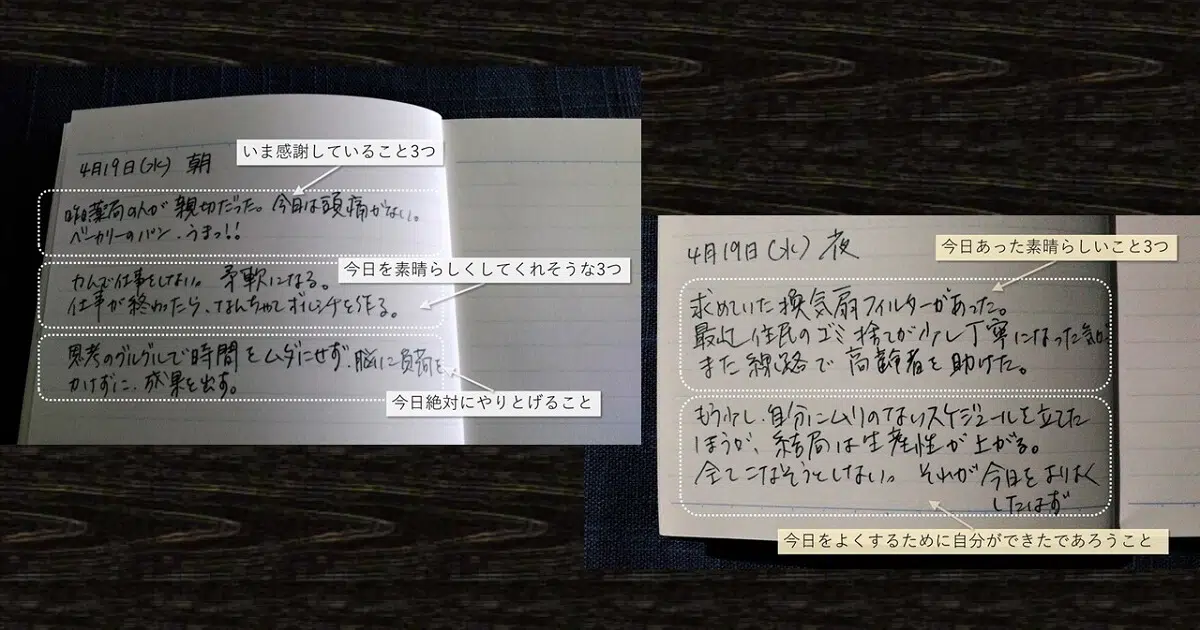 4月19日(水) 朝
いま感謝していること3つ
昨日薬局の人が親切だった。今日は頭痛がない。
ベーカリーのパン、うまっ!!
今日を素晴らしくしてくれそうな3つ
力んで仕事をしない。柔軟になる。
仕事が終わったら、なんちゃってボルシチを作る。
思考のグルグルで時間をムダにせず、脳に負荷を
かけずに、成果を出す。
今日絶対にやりとげること
4月19日(水) 夜
今日あった素晴らしいこと3つ
求めていた換気扇フィルターがあった。
最近住民のゴミ捨てが少し丁寧になった気が
また線路で高齢者を助けた。
もう少し、自分にムリのないスケジュールを立てた
ほうが、結局は生産性が上がる。
全てこなそうとしない。それが今日をよりよく
したはず
今日をよくするために自分ができたであろうこと